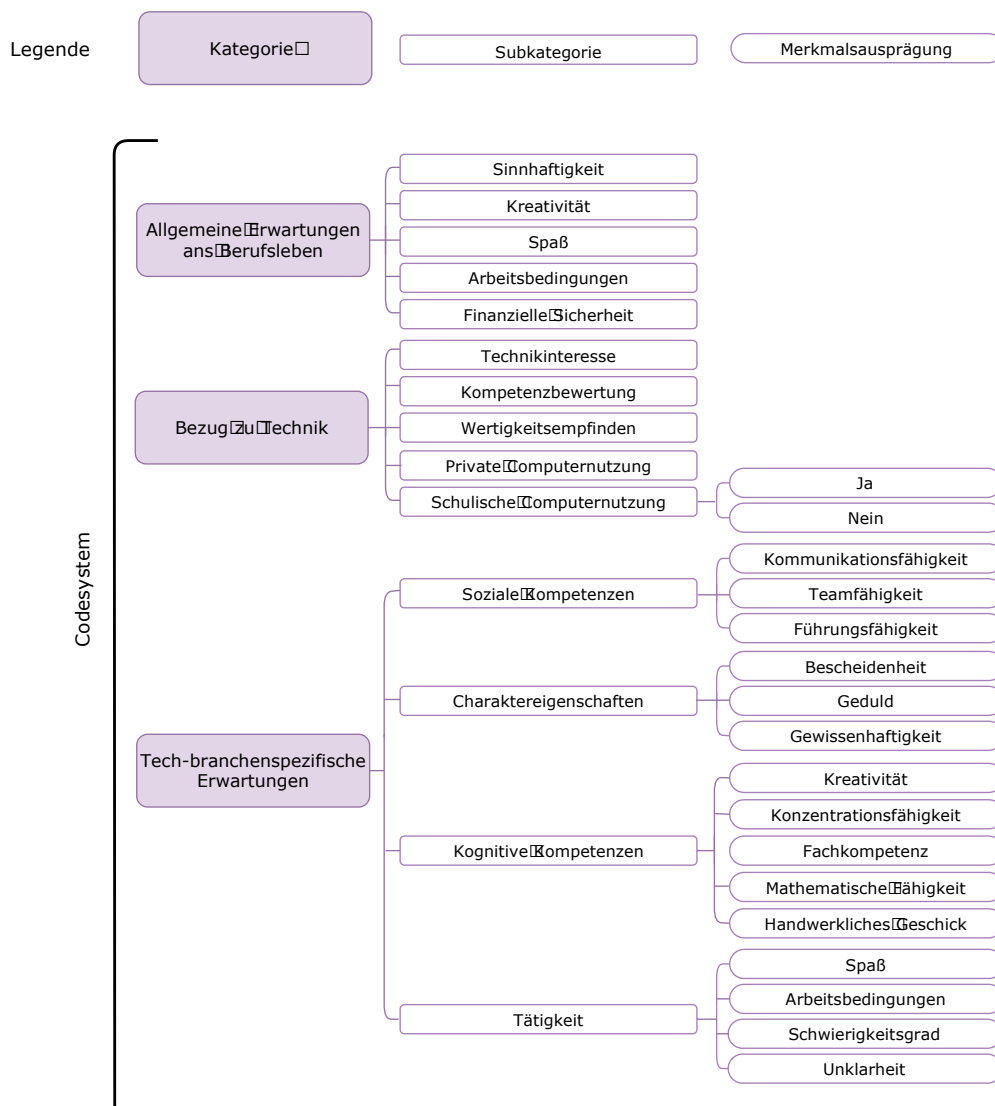 Legende
Kategorie
Subkategorie
Merkmalsausprägung
Codesystem
Allgemeine Erwartungen
ans Berufsleben
Sinnhaftigkeit
Kreativität
Spaß
Arbeitsbedingungen
Finanzielle Sicherheit
Bezug zu Technik
Technikinteresse
Kompetenzbewertung
Wertigkeitsempfinden
Private Computernutzung
Schulische Computernutzung
Ja
Nein
Tech-branchenspezifische
Erwartungen
Soziale Kompetenzen
Kommunikationsfähigkeit
Teamfähigkeit
Führungsfähigkeit
Charaktereigenschaften
Bescheidenheit
Geduld
Gewissenhaftigkeit
Kognitive Kompetenzen
Kreativität
Konzentrationsfähigkeit
Fachkompetenz
Mathematische Fähigkeit
Handwerkliches Geschick
Tätigkeit
Spaß
Arbeitsbedingungen
Schwierigkeitsgrad
Unklarheit